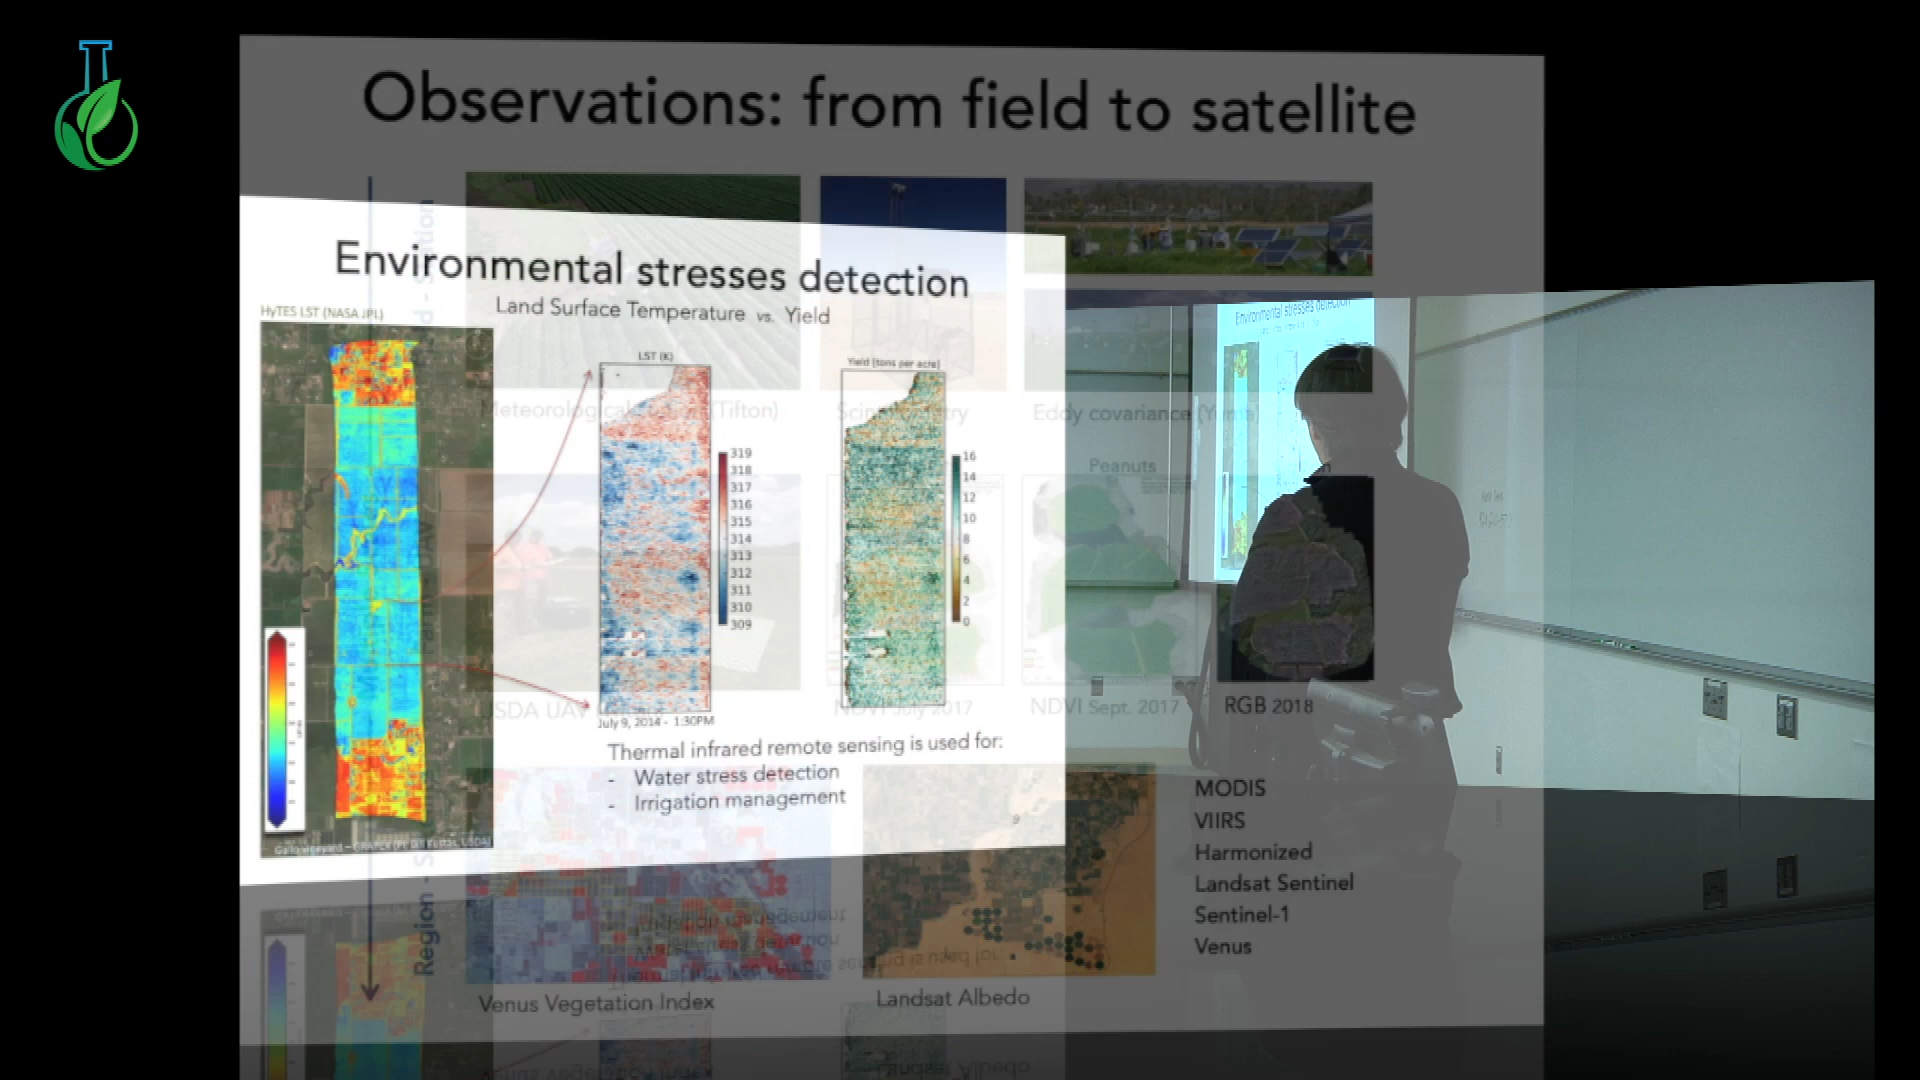 Observations: from field to satellite
Environmental stresses detection
Land Surface Temperature vs. Yield
HyTES LST (NASA JPL)
LST (K)
Yield (tons per acre)
319
318
317
316
315
314
313
312
311
310
309
16
14
12
10
8
6
4
2
0
July 9, 2014 - 1:30PM
Thermal infrared remote sensing is used for:
- Water stress detection
- Irrigation management
9
Meteorological (Tifton)
Eddy covariance (Yuma)
Peanuts
USDA UAV
NDVI July 2017
NDVI Sept. 2017
RGB 2018
MODIS
VIIRS
Harmonized
Landsat Sentinel
Sentinel-1
Venus
Region -
Venus Vegetation Index
Landsat Albedo
Environmental stresses detection